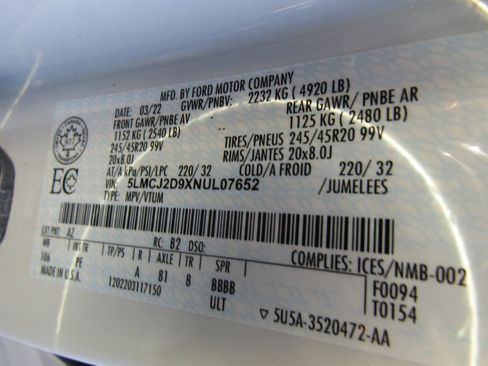 MFD. BY FORD MOTOR COMPANY
DATE: 03/22 GVWR/PNBV: 2232 KG ( 4920 LB)
FRONT GAWR/ PNBE AV REAR GAWR/ PNBE AR
1152 KG (2540 LB) 1125 KG ( 2480 LB)
245/45R20 99V TIRES/PNEUS 245/45R20 99V
20x8.0J RIMS/JANTES 20x8.0J
AT/A kPa/PSI/LPC 220/ 32 COLD/A FROID 220/ 32
EC VIN: 5LMCJ2D9XNUL07652 /JUMELEES
TYPE: MPV/VTUM
EXT PNT: AZ RC: B2 DSO: COMPLIES: ICES/NMB-002
WB INT TR TP/PS R AXLE TR SPR F0094
106 PE A 81 8 BBBB T0154
MADE IN U.S.A. 1202203117150 ULT
5U5A-3520472-AA